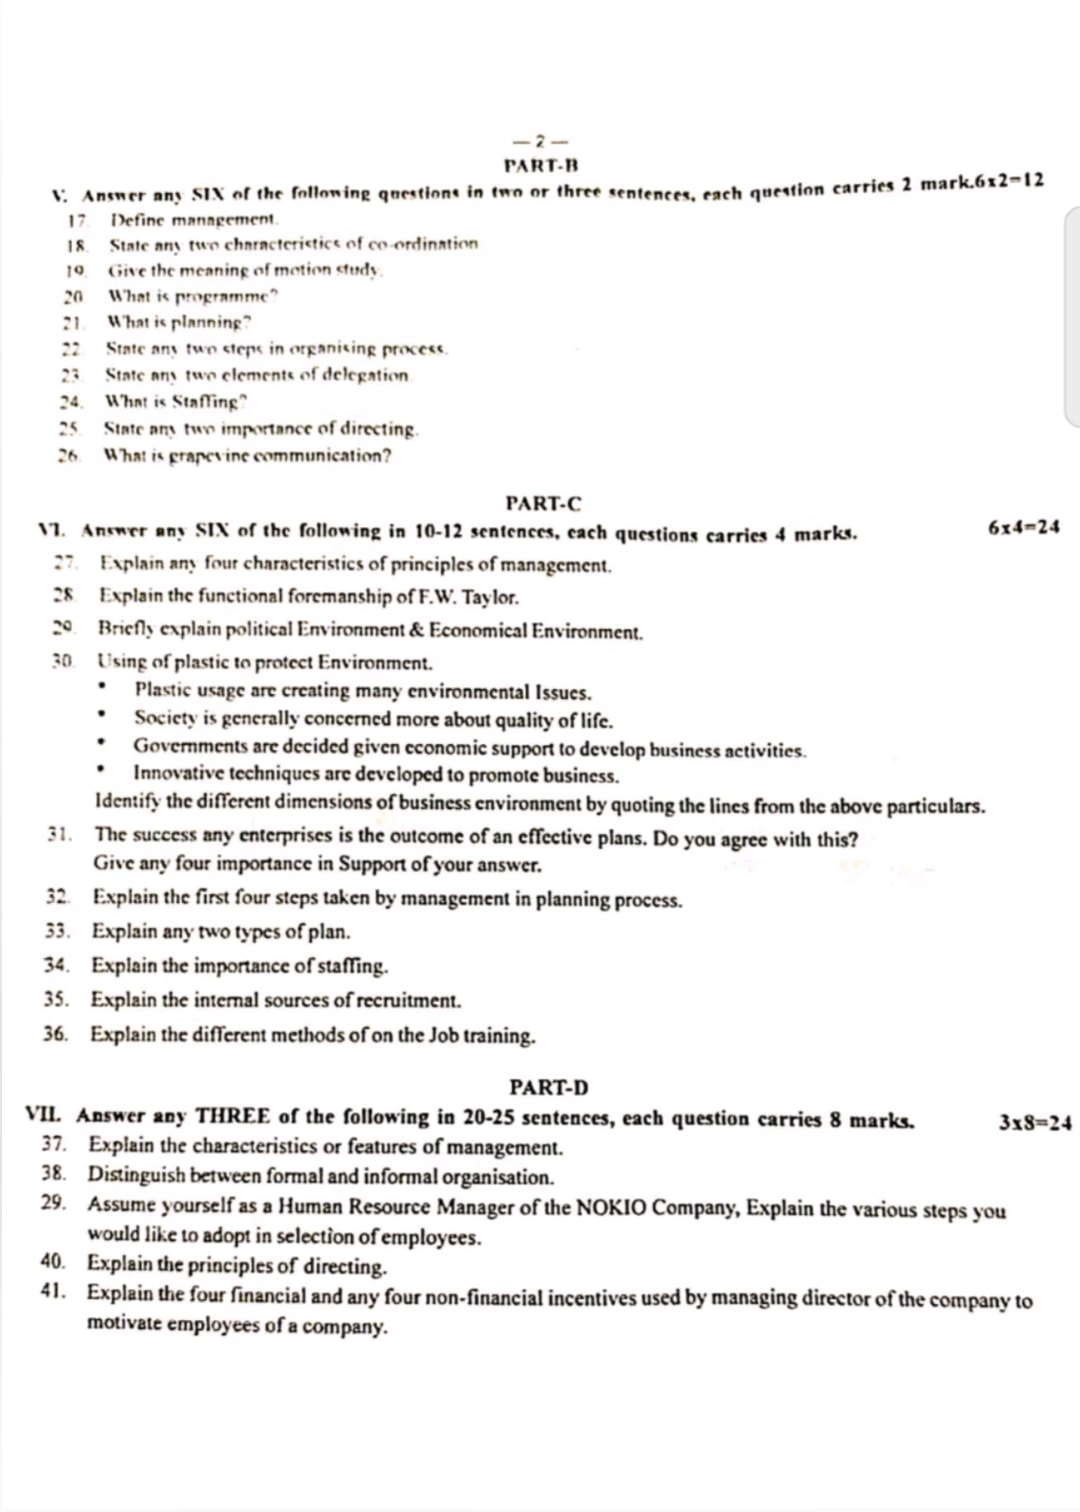 — 2 —
PART-B
V. Answer any SIX of the following questions in two or three sentences, each question carries 2 mark.6x2=12
17. Define management.
18. State any two characteristics of co-ordination
19. Give the meaning of motion study.
20 What is programme?
21. What is planning?
22. State any two steps in organising process.
23. State any two elements of delegation.
24. What is Staffing?
25. State any two importance of directing.
26. What is grapevine communication?
PART-C
VI. Answer any SIX of the following in 10-12 sentences, each questions carries 4 marks. 6x4=24
27. Explain any four characteristics of principles of management.
28. Explain the functional foremanship of F.W. Taylor.
29. Briefly explain political Environment & Economical Environment.
30. Using of plastic to protect Environment.
• Plastic usage are creating many environmental Issues.
• Society is generally concerned more about quality of life.
• Governments are decided given economic support to develop business activities.
• Innovative techniques are developed to promote business.
Identify the different dimensions of business environment by quoting the lines from the above particulars.
31. The success any enterprises is the outcome of an effective plans. Do you agree with this?
Give any four importance in Support of your answer.
32. Explain the first four steps taken by management in planning process.
33. Explain any two types of plan.
34. Explain the importance of staffing.
35. Explain the internal sources of recruitment.
36. Explain the different methods of on the Job training.
PART-D
VII. Answer any THREE of the following in 20-25 sentences, each question carries 8 marks. 3x8=24
37. Explain the characteristics or features of management.
38. Distinguish between formal and informal organisation.
29. Assume yourself as a Human Resource Manager of the NOKIO Company, Explain the various steps you
would like to adopt in selection of employees.
40. Explain the principles of directing.
41. Explain the four financial and any four non-financial incentives used by managing director of the company to
motivate employees of a company.